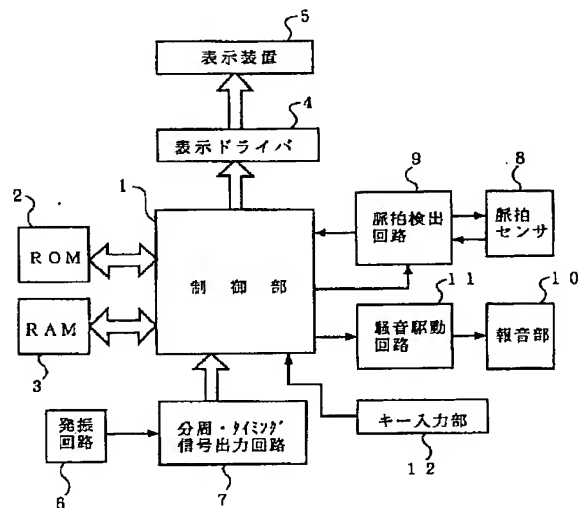 5
表示装置
4
表示ドライバ
9
8
1
2
脈拍検出
回路
脈拍
センサ
ROM
制御部
11
10
RAM
騒音駆動
回路
報音部
3
発振
回路
分周・タイミング
信号出力回路
キー入力部
12
6
7